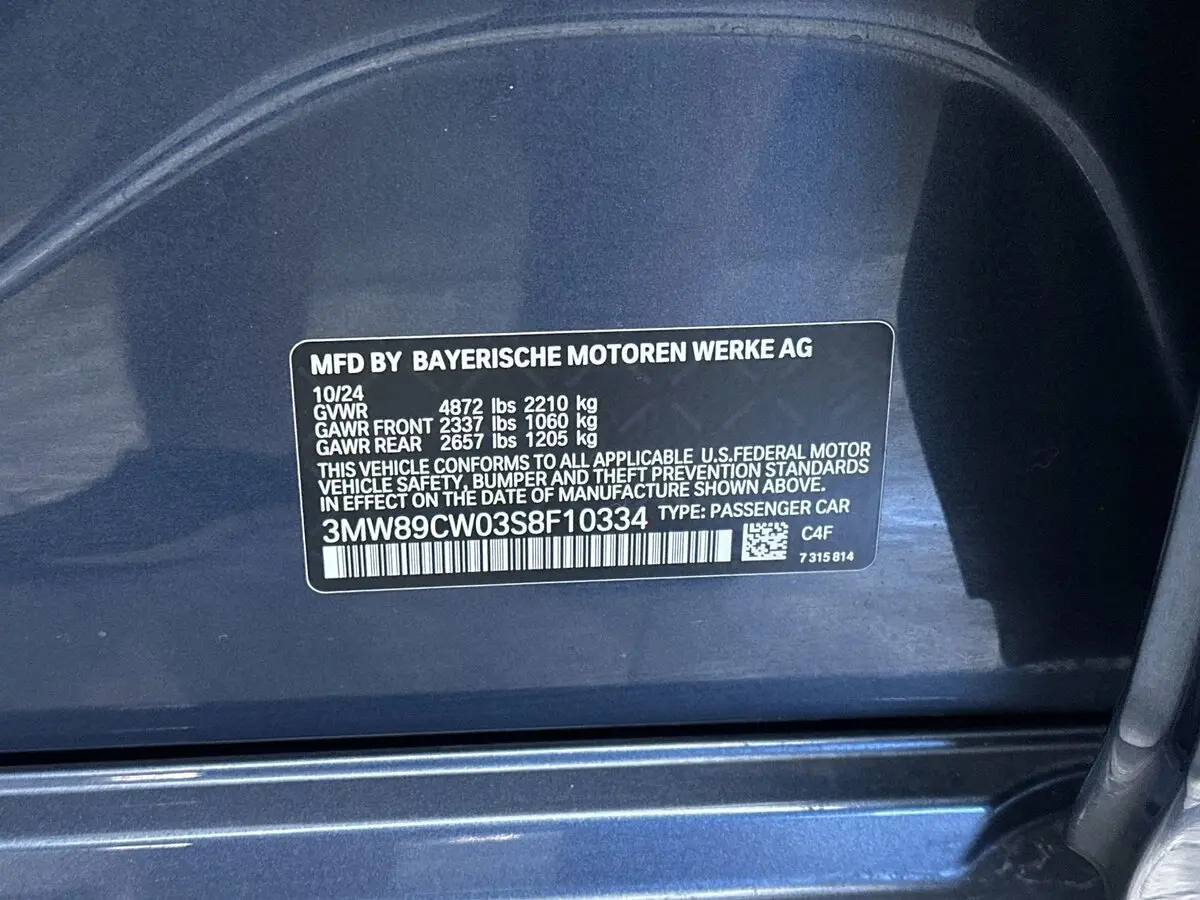 MFD BY BAYERISCHE MOTOREN WERKE AG
10/24
GVWR 4872 lbs 2210 kg
GAWR FRONT 2337 lbs 1060 kg
GAWR REAR 2657 lbs 1205 kg
THIS VEHICLE CONFORMS TO ALL APPLICABLE U.S.FEDERAL MOTOR
VEHICLE SAFETY, BUMPER AND THEFT PREVENTION STANDARDS
IN EFFECT ON THE DATE OF MANUFACTURE SHOWN ABOVE.
3MW89CW03S8F10334 TYPE: PASSENGER CAR
C4F
7 315 814